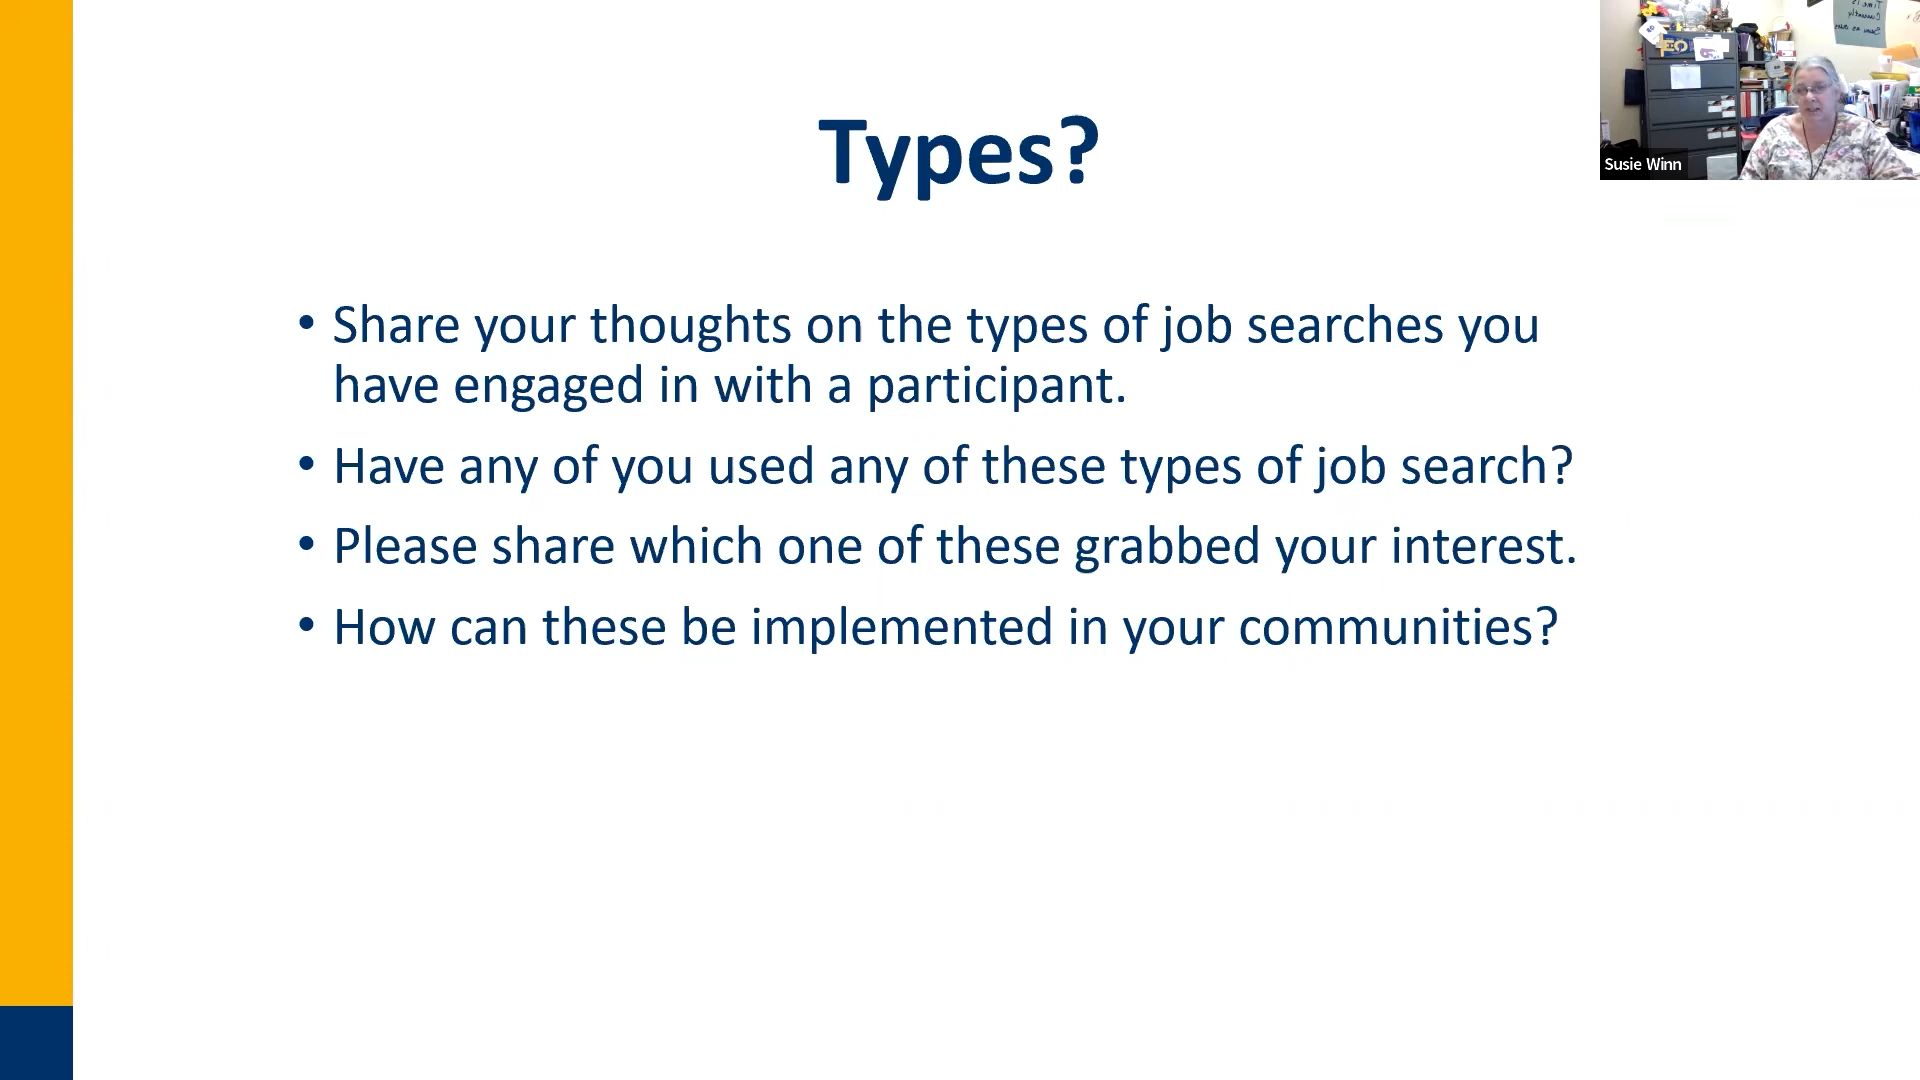 Types?
• Share your thoughts on the types of job searches you
have engaged in with a participant.
• Have any of you used any of these types of job search?
• Please share which one of these grabbed your interest.
• How can these be implemented in your communities?
Susie Winn